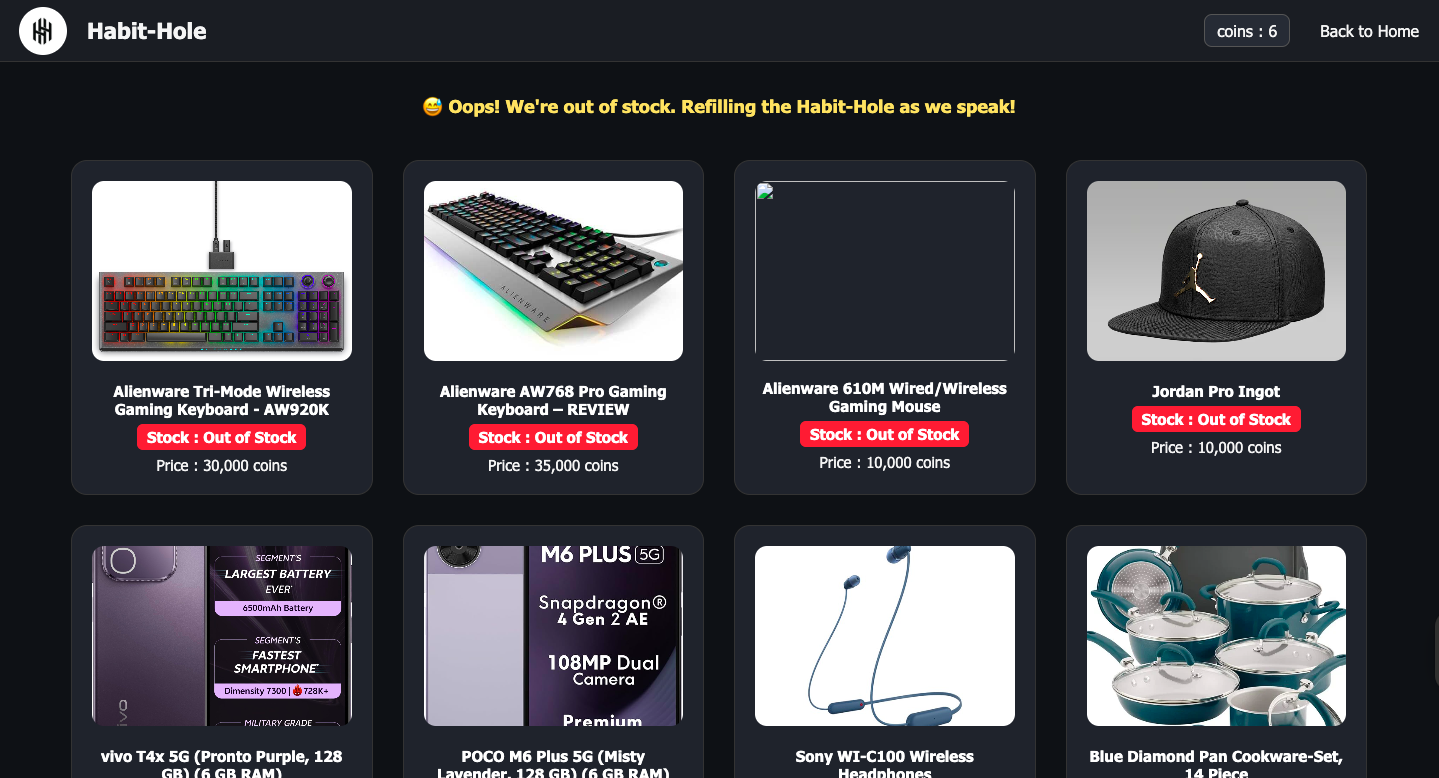 Habit-Hole
coins : 6
Back to Home
😅 Oops! We're out of stock. Refilling the Habit-Hole as we speak!
ALIENWARE
Alienware Tri-Mode Wireless
Gaming Keyboard - AW920K
Stock : Out of Stock
Price : 30,000 coins
Alienware AW768 Pro Gaming
Keyboard – REVIEW
Stock : Out of Stock
Price : 35,000 coins
Alienware 610M Wired/Wireless
Gaming Mouse
Stock : Out of Stock
Price : 10,000 coins
Jordan Pro Ingot
Stock : Out of Stock
Price : 10,000 coins
SEGMENT'S
LARGEST BATTERY
EVER*
6500mAh Battery
SEGMENT'S
FASTEST
SMARTPHONE*
Dimensity 7300 | 728K+
MILITARY GRADE
M6 PLUS 5G
Snapdragon®
4 Gen 2 AE
108MP Dual
Camera
Premium
vivo T4x 5G (Pronto Purple, 128
GB) (6 GB RAM)
POCO M6 Plus 5G (Misty
Lavender, 128 GB) (6 GB RAM)
Sony WI-C100 Wireless
Headphones
Blue Diamond Pan Cookware-Set,
14 Piece